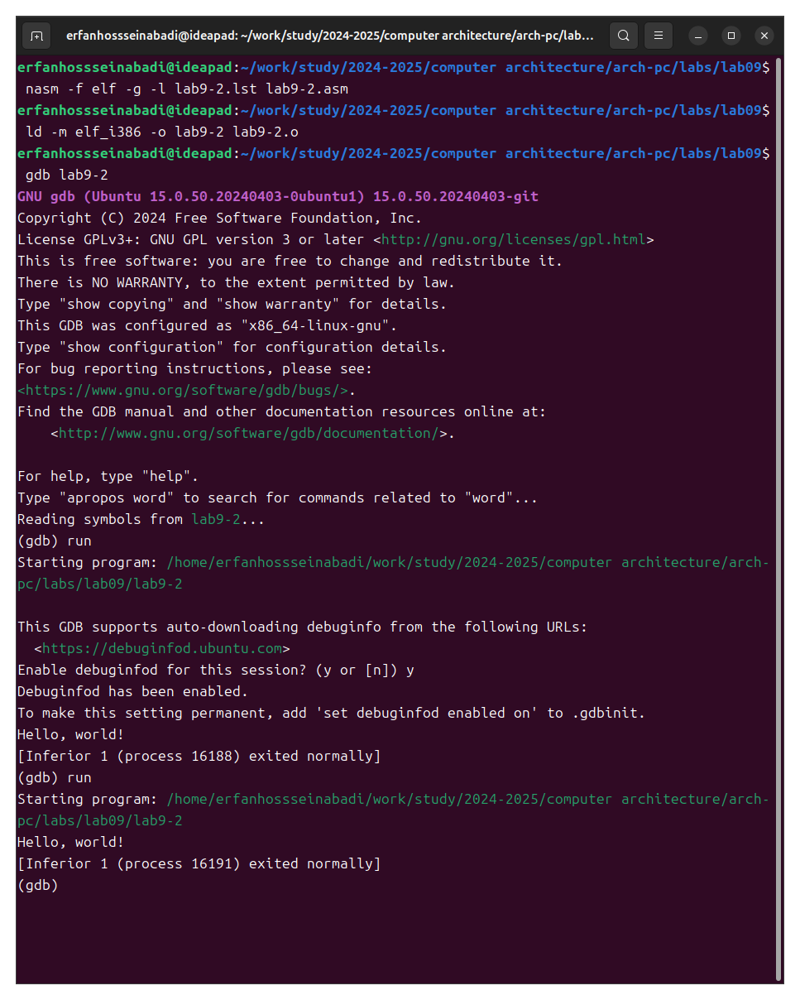 erfanhossseinabadi@ideapad: ~/work/study/2024-2025/computer architecture/arch-pc/lab...
erfanhossseinabadi@ideapad:~/work/study/2024-2025/computer architecture/arch-pc/labs/lab09$
nasm -f elf -g -l lab9-2.lst lab9-2.asm
erfanhossseinabadi@ideapad:~/work/study/2024-2025/computer architecture/arch-pc/labs/lab09$
ld -m elf_i386 -o lab9-2 lab9-2.o
erfanhossseinabadi@ideapad:~/work/study/2024-2025/computer architecture/arch-pc/labs/lab09$
gdb lab9-2
GNU gdb (Ubuntu 15.0.50.20240403-0ubuntu1) 15.0.50.20240403-git
Copyright (C) 2024 Free Software Foundation, Inc.
License GPLv3+: GNU GPL version 3 or later <http://gnu.org/licenses/gpl.html>
This is free software: you are free to change and redistribute it.
There is NO WARRANTY, to the extent permitted by law.
Type "show copying" and "show warranty" for details.
This GDB was configured as "x86_64-linux-gnu".
Type "show configuration" for configuration details.
For bug reporting instructions, please see:
<https://www.gnu.org/software/gdb/bugs/>.
Find the GDB manual and other documentation resources online at:
    <http://www.gnu.org/software/gdb/documentation/>.
For help, type "help".
Type "apropos word" to search for commands related to "word"...
Reading symbols from lab9-2...
(gdb) run
Starting program: /home/erfanhossseinabadi/work/study/2024-2025/computer architecture/arch-
pc/labs/lab09/lab9-2
This GDB supports auto-downloading debuginfo from the following URLs:
  <https://debuginfod.ubuntu.com>
Enable debuginfod for this session? (y or [n]) y
Debuginfod has been enabled.
To make this setting permanent, add 'set debuginfod enabled on' to .gdbinit.
Hello, world!
[Inferior 1 (process 16188) exited normally]
(gdb) run
Starting program: /home/erfanhossseinabadi/work/study/2024-2025/computer architecture/arch-
pc/labs/lab09/lab9-2
Hello, world!
[Inferior 1 (process 16191) exited normally]
(gdb)